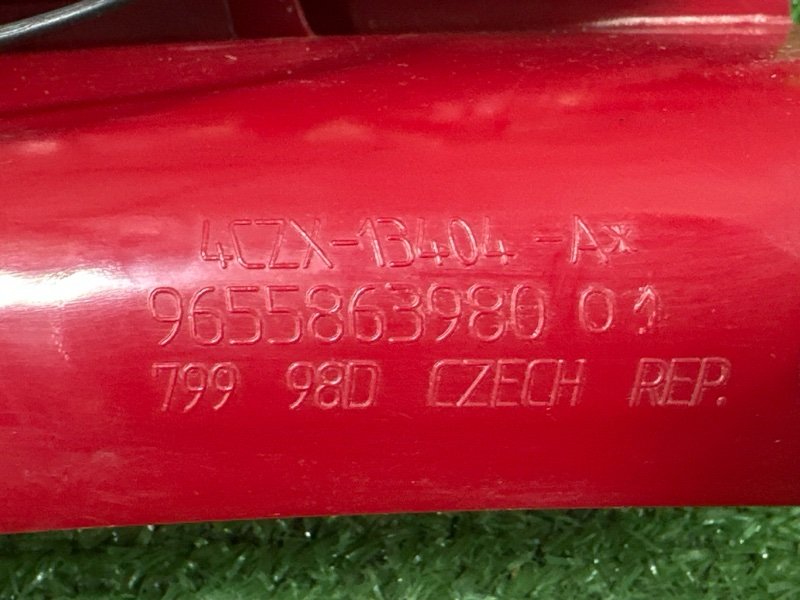 4CZX-13404-A*
9655863980 01
799 98D CZECH REP.